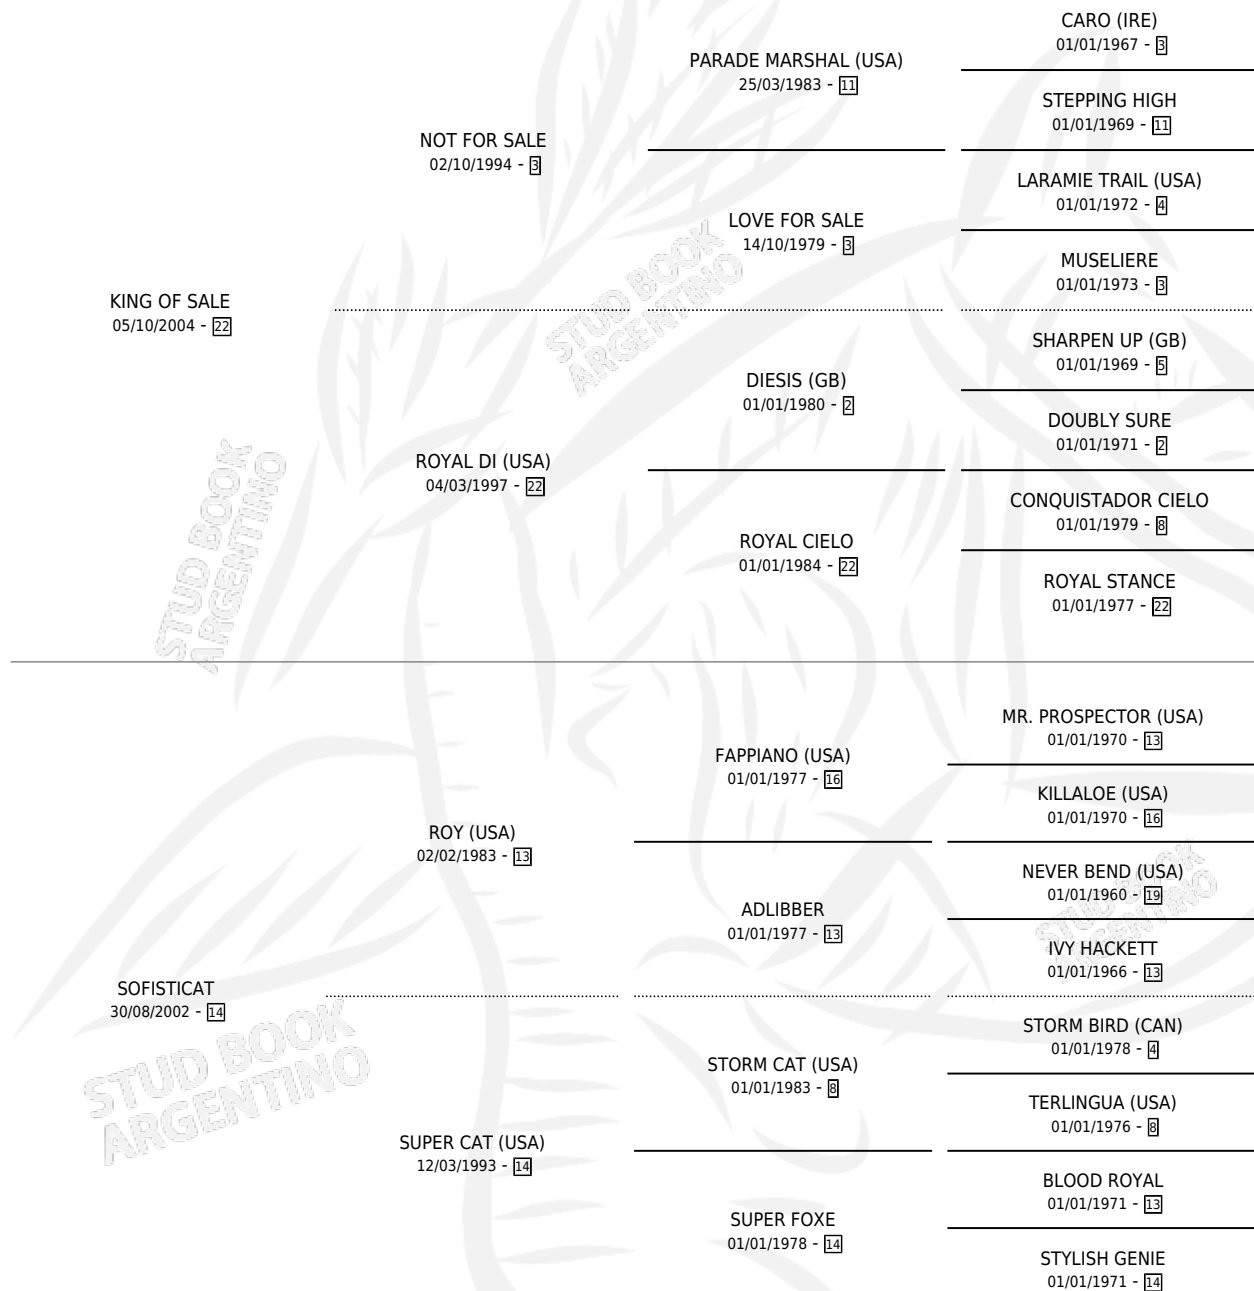 CARO (IRE)
01/01/1967 - 3
PARADE MARSHAL (USA)
25/03/1983 - 11
STEPPING HIGH
01/01/1969 - 11
NOT FOR SALE
02/10/1994 - 3
LARAMIE TRAIL (USA)
01/01/1972 - 4
LOVE FOR SALE
14/10/1979 - 3
MUSELIERE
01/01/1973 - 3
KING OF SALE
05/10/2004 - 22
STUD BOOK
ARGENTINO
SHARPEN UP (GB)
01/01/1969 - 5
DIESIS (GB)
01/01/1980 - 2
DOUBLY SURE
01/01/1971 - 2
ROYAL DI (USA)
04/03/1997 - 22
CONQUISTADOR CIELO
01/01/1979 - 8
ROYAL CIELO
01/01/1984 - 22
ROYAL STANCE
01/01/1977 - 22
STUD BOOK
ARGENTINO
MR. PROSPECTOR (USA)
01/01/1970 - 13
FAPPIANO (USA)
01/01/1977 - 16
KILLALOE (USA)
01/01/1970 - 16
ROY (USA)
02/02/1983 - 13
NEVER BEND (USA)
01/01/1960 - 19
ADLIBBER
01/01/1977 - 13
IVY HACKETT
01/01/1966 - 13
STUD BOOK
ARGENTINO
SOFISTICAT
30/08/2002 - 14
STORM BIRD (CAN)
01/01/1978 - 4
STORM CAT (USA)
01/01/1983 - 8
TERLINGUA (USA)
01/01/1976 - 8
STUD BOOK
ARGENTINO
SUPER CAT (USA)
12/03/1993 - 14
BLOOD ROYAL
01/01/1971 - 13
SUPER FOXE
01/01/1978 - 14
STYLISH GENIE
01/01/1971 - 14